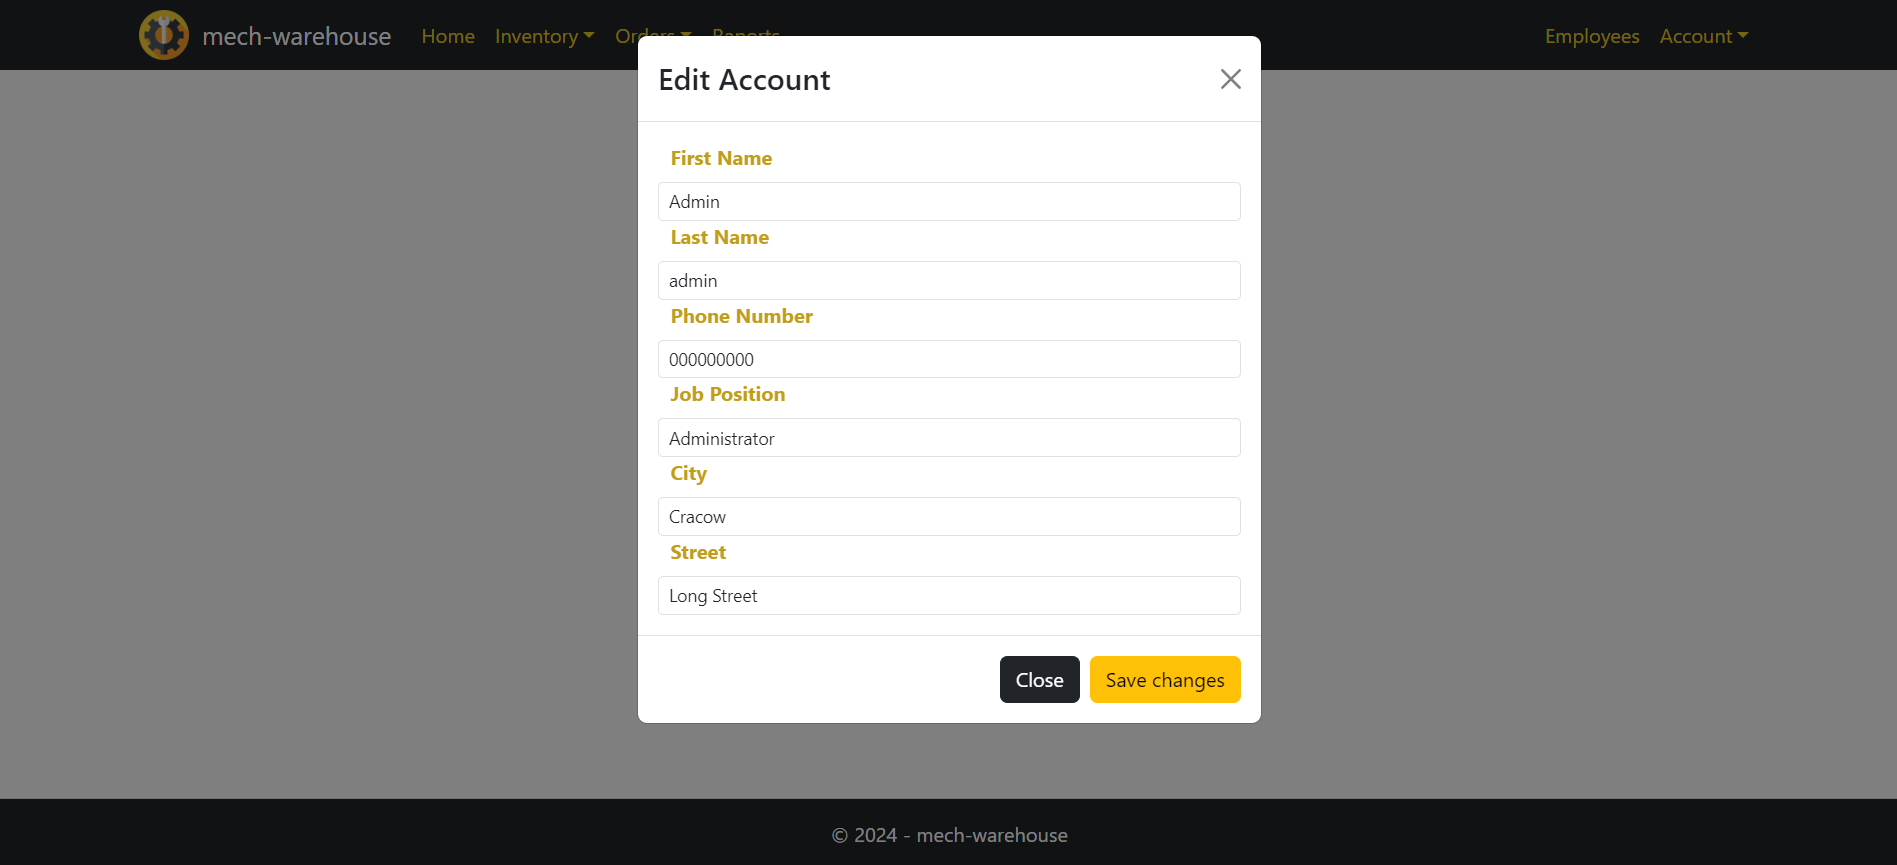 mech-warehouse Home Inventory Orders Reports Employees Account
Edit Account
First Name
Admin
Last Name
admin
Phone Number
000000000
Job Position
Administrator
City
Cracow
Street
Long Street
Close Save changes
© 2024 - mech-warehouse